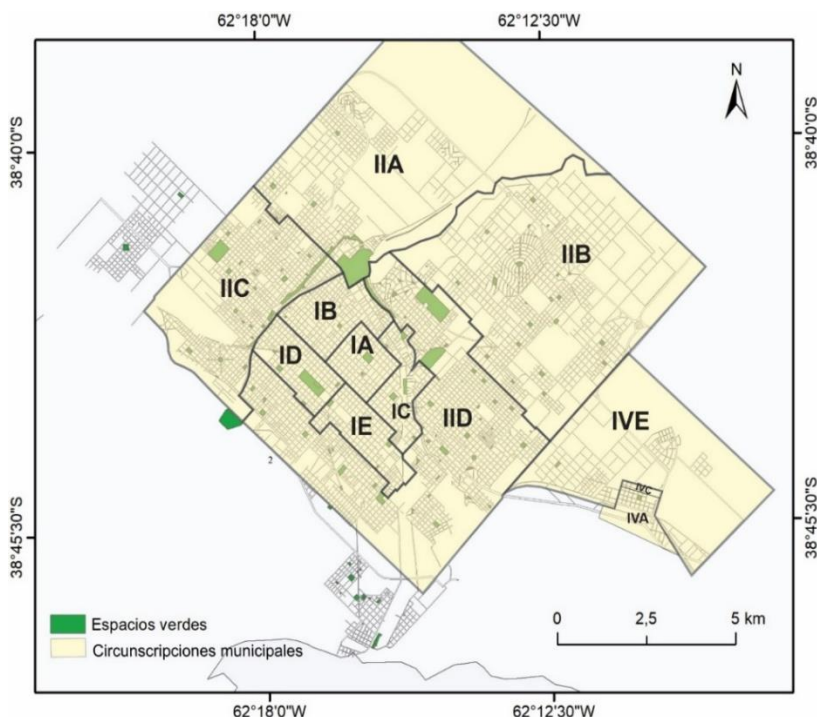 62°18'0"W 62°12'30"W
N
38°40'0"S 38°40'0"S
IIA
IIB
IIC
IB
IA
ID
IC
IE
IID
IVE
IVC
IVA
2
38°45'30"S 38°45'30"S
Espacios verdes
Circunscripciones municipales
0 2,5 5 km
62°18'0"W 62°12'30"W